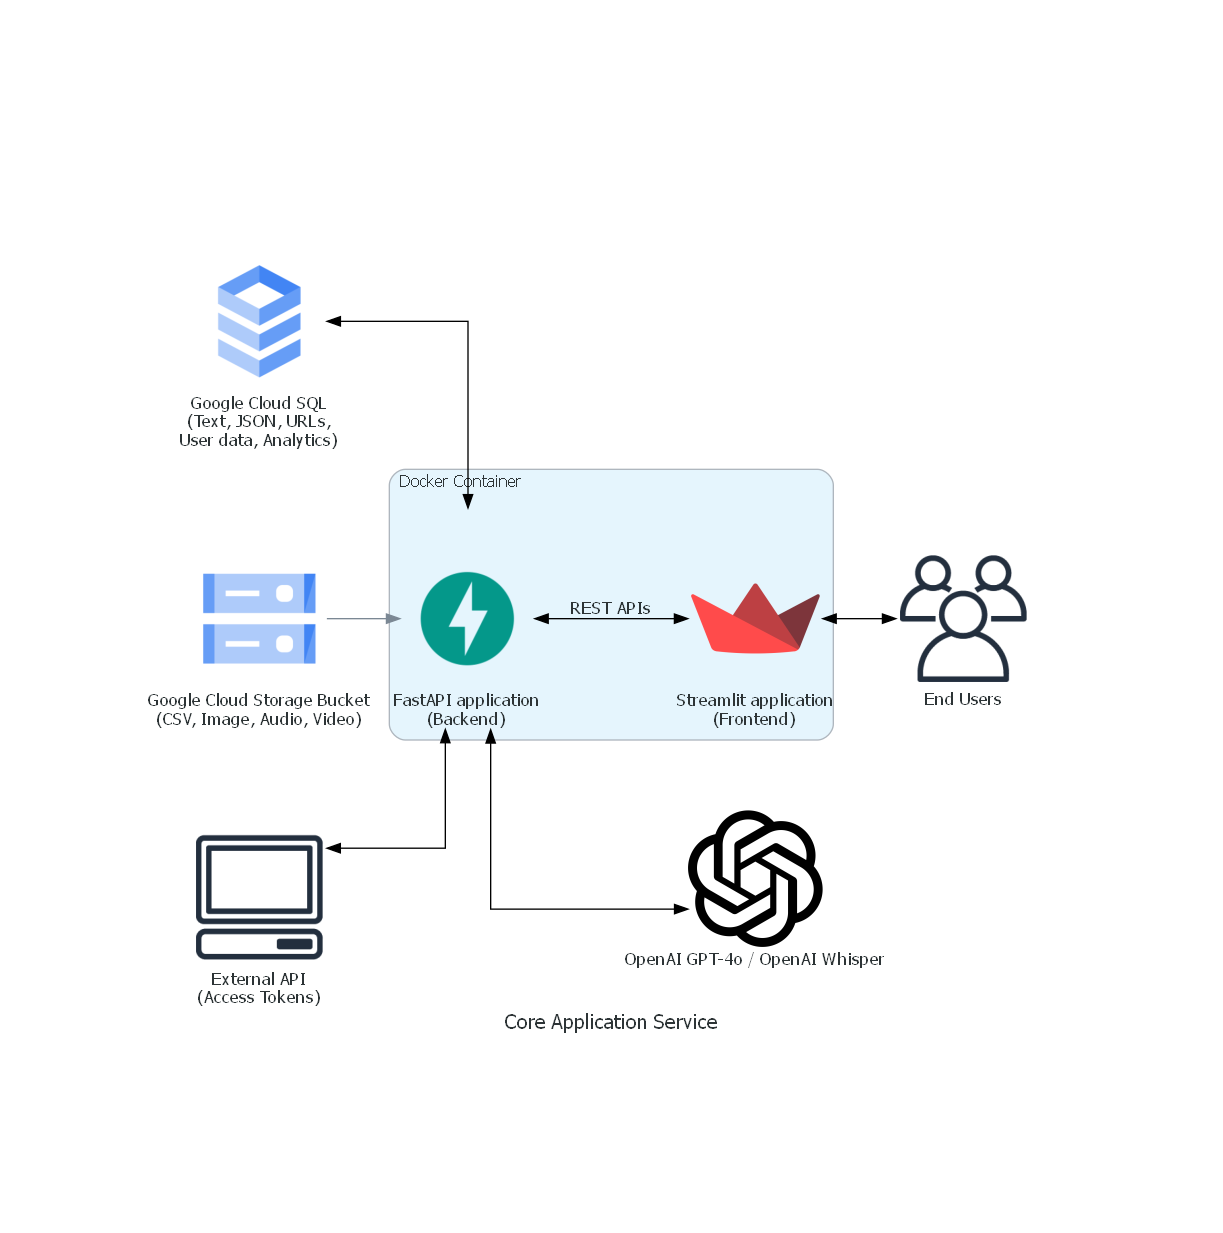 Google Cloud SQL
(Text, JSON, URLs,
User data, Analytics)
Docker Container
REST APIs
Google Cloud Storage Bucket
(CSV, Image, Audio, Video)
FastAPI application
(Backend)
Streamlit application
(Frontend)
End Users
External API
(Access Tokens)
OpenAI GPT-4o / OpenAI Whisper
Core Application Service